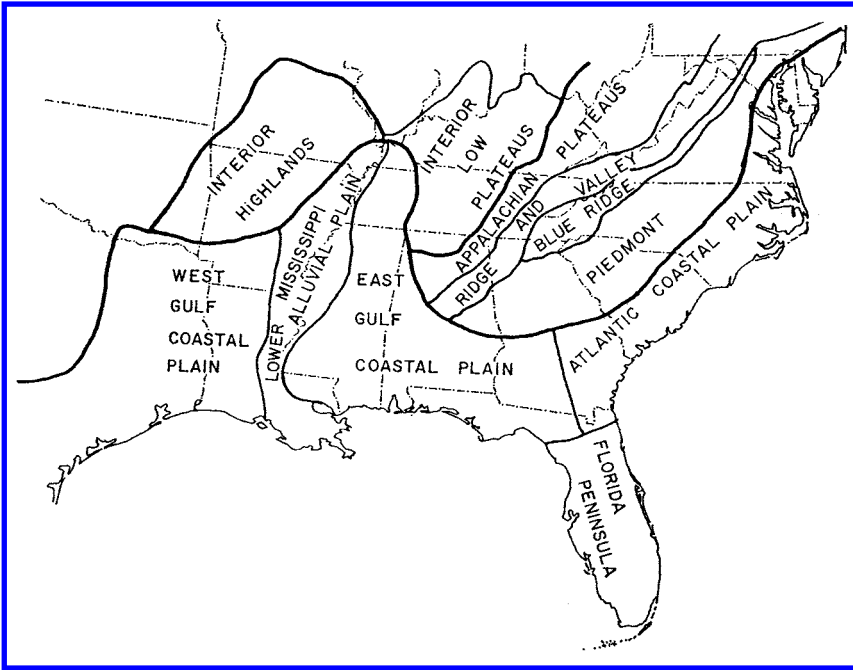 INTERIOR
HIGHLANDS
INTERIOR
LOW
PLATEAUS
APPALACHIAN PLATEAUS
RIDGE AND VALLEY
BLUE RIDGE
PIEDMONT
ATLANTIC COASTAL PLAIN
WEST
GULF
COASTAL
PLAIN
LOWER MISSISSIPPI
ALLUVIAL PLAIN
EAST
GULF
COASTAL PLAIN
FLORIDA
PENINSULA